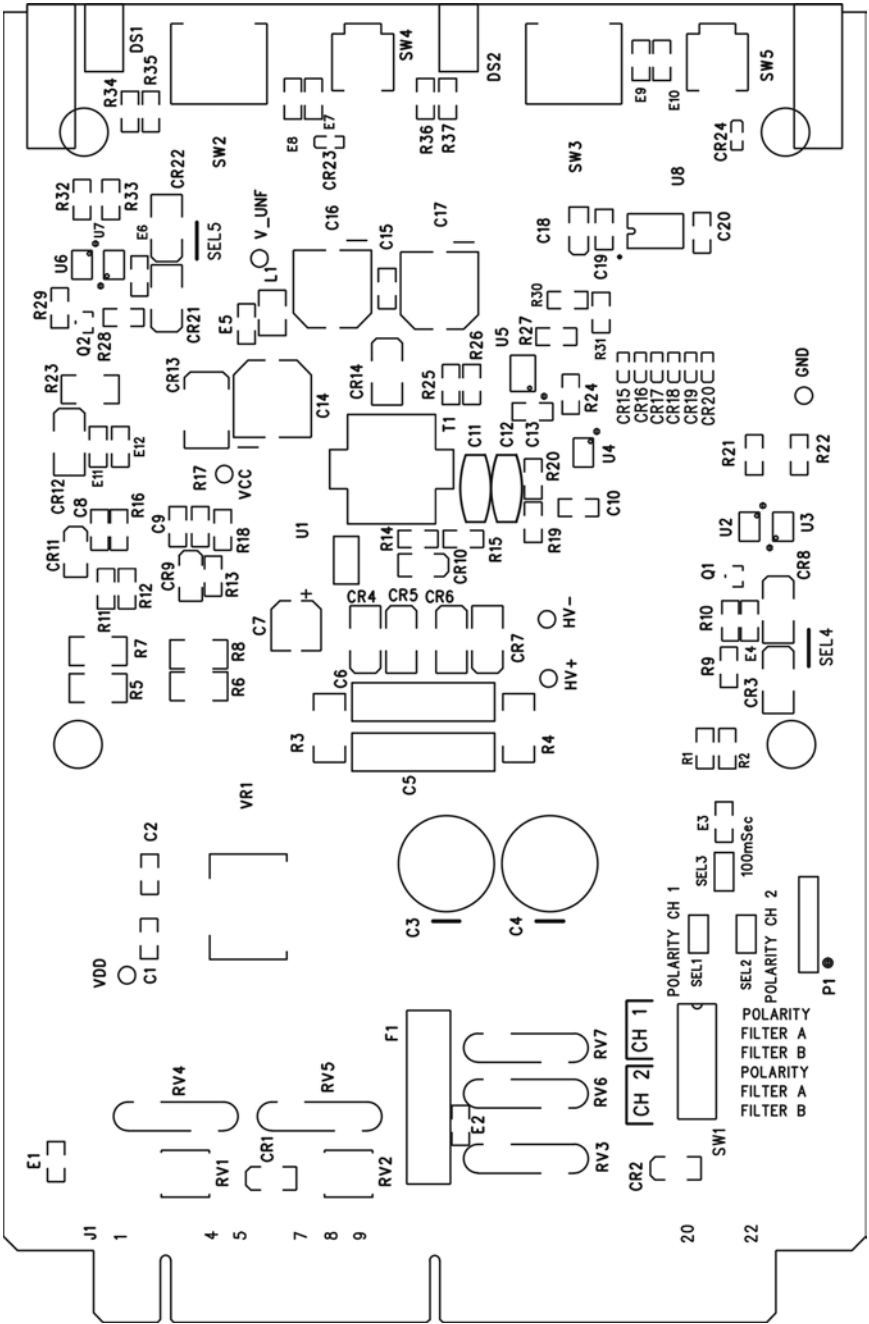 DS1
SW4
DS2
SW5
R34
R35
E8
E7
R36
R37
E9
E10
SW2
CR23
SW3
CR24
CR22
U8
R32
R33
U7
E6
SEL5
V_UNF
C16
C17
C15
C18
C19
C20
U6
L1
R29
Q2
R28
CR21
E5
R30
R31
R27
U5
R26
R25
R23
CR13
C14
CR14
R24
CR15
CR16
CR17
CR18
CR19
CR20
GND
CR12
E11
E12
R17
VCC
T1
C11
C12
C13
U4
R21
R22
R20
C8
R16
C9
R18
U1
R14
R15
R19
C10
U2
U3
CR11
CR9
R13
CR10
R11
R12
Q1
CR8
C7
+
CR4
CR5
CR6
CR7
HV-
R10
E4
SEL4
R7
R8
R5
R6
HV+
R9
CR3
C6
R3
R4
C5
R1
R2
VR1
C2
E3
SEL3
100mSec
C3
C4
POLARITY CH 1
SEL1
SEL2
POLARITY CH 2
VDD
C1
P1
F1
CH 1
CH 2
RV7
RV6
RV3
POLARITY
FILTER A
FILTER B
POLARITY
FILTER A
FILTER B
RV4
RV5
E2
SW1
E1
RV1
CR1
RV2
CR2
J1
1
4
5
7
8
9
20
22